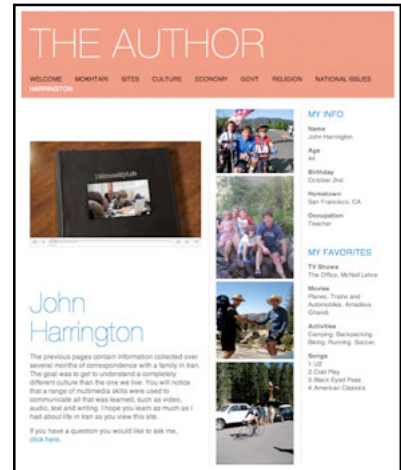 THE AUTHOR
WELCOME MOKHTARI SITES CULTURE ECONOMY GOVT RELIGION NATIONAL ISSUES
HARRINGTON
John
Harrington
The previous pages contain information collected over
several months of correspondence with a family in Iran.
The goal was to get to understand a completely
different culture than the one we live. You will notice
that a range of multimedia skills were used to
communicate all that was learned, such as video,
audio, text and writing. I hope you learn as much as I
had about life in Iran as you view this site.
If you have a question you would like to ask me,
click here.
MY INFO
Name
John Harrington
Age
44
Birthday
October 2nd
Hometown
San Francisco, CA
Occupation
Teacher
MY FAVORITES
TV Shows
The Office, McNeil Lehra
Movies
Planes, Trains and
Automobiles. Amadeus.
Ghandi.
Activities
Camping. Backpacking.
Biking. Running. Soccer.
Songs
1 U2
2 Cold Play
3 Black Eyed Peas
4 American Classics